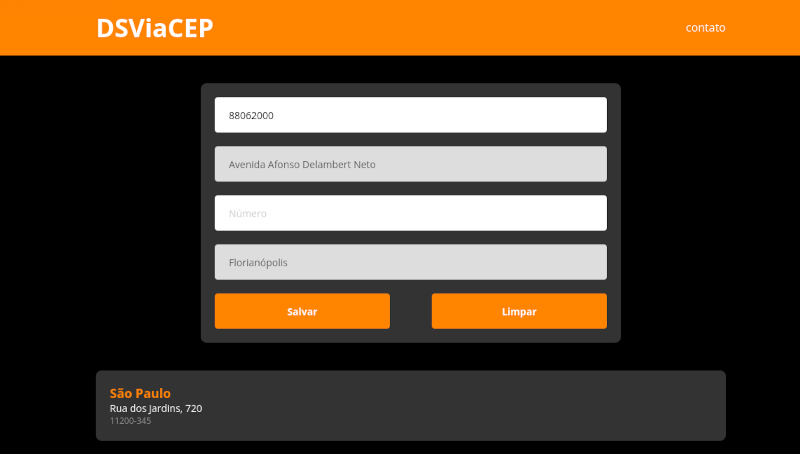 DSViaCEP
contato
88062000
Avenida Afonso Delambert Neto
Número
Florianópolis
Salvar
Limpar
São Paulo
Rua dos Jardins, 720
11200-345